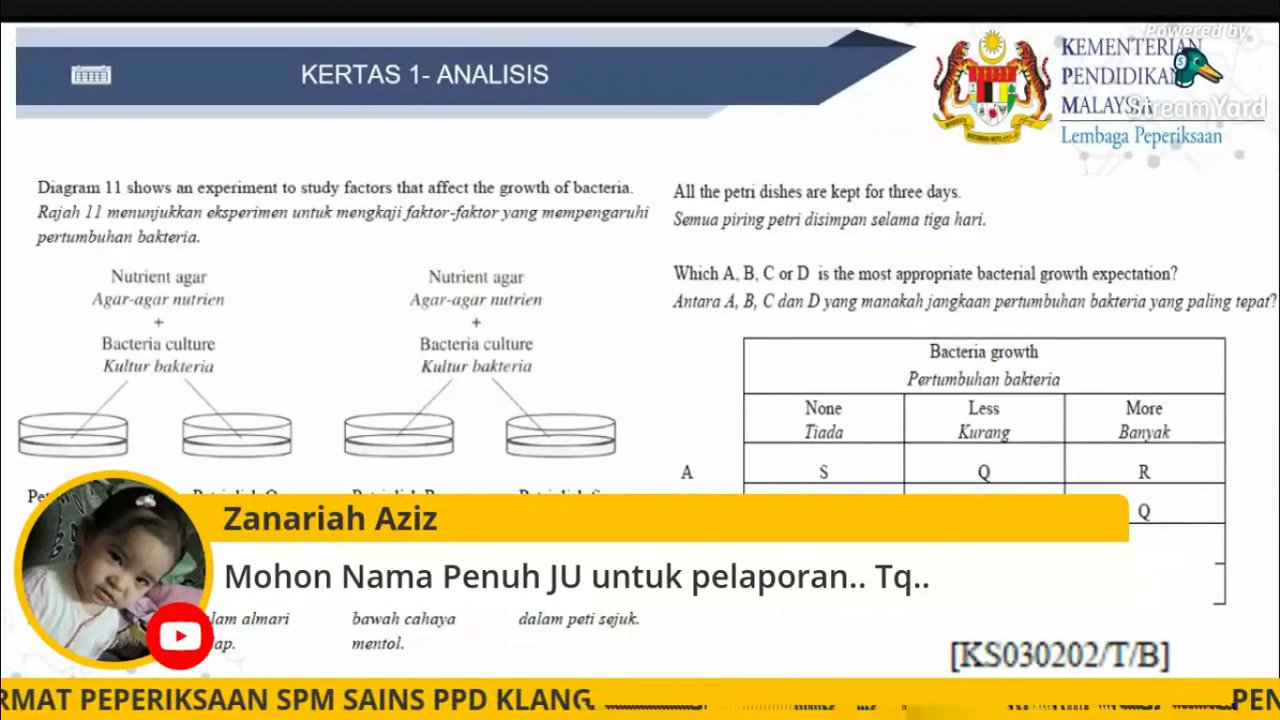 KERTAS 1- ANALISIS
Powered by
StreamYard
KEMENTERIAN
PENDIDIKAN
MALAYSIA
Lembaga Peperiksaan
Diagram 11 shows an experiment to study factors that affect the growth of bacteria.
Rajah 11 menunjukkan eksperimen untuk mengkaji faktor-faktor yang mempengaruhi
pertumbuhan bakteria.
Nutrient agar
Agar-agar nutrien
+
Bacteria culture
Kultur bakteria
Nutrient agar
Agar-agar nutrien
+
Bacteria culture
Kultur bakteria
lam almari
ap.
bawah cahaya
mentol.
dalam peti sejuk.
All the petri dishes are kept for three days.
Semua piring petri disimpan selama tiga hari.
Which A, B, C or D is the most appropriate bacterial growth expectation?
Antara A, B, C dan D yang manakah jangkaan pertumbuhan bakteria yang paling tepat?
Bacteria growth
Pertumbuhan bakteria
None Less More
Tiada Kurang Banyak
A S Q R
Q
[KS030202/T/B]
Zanariah Aziz
Mohon Nama Penuh JU untuk pelaporan.. Tq..
RMAT PEPERIKSAAN SPM SAINS PPD KLANG
PEN